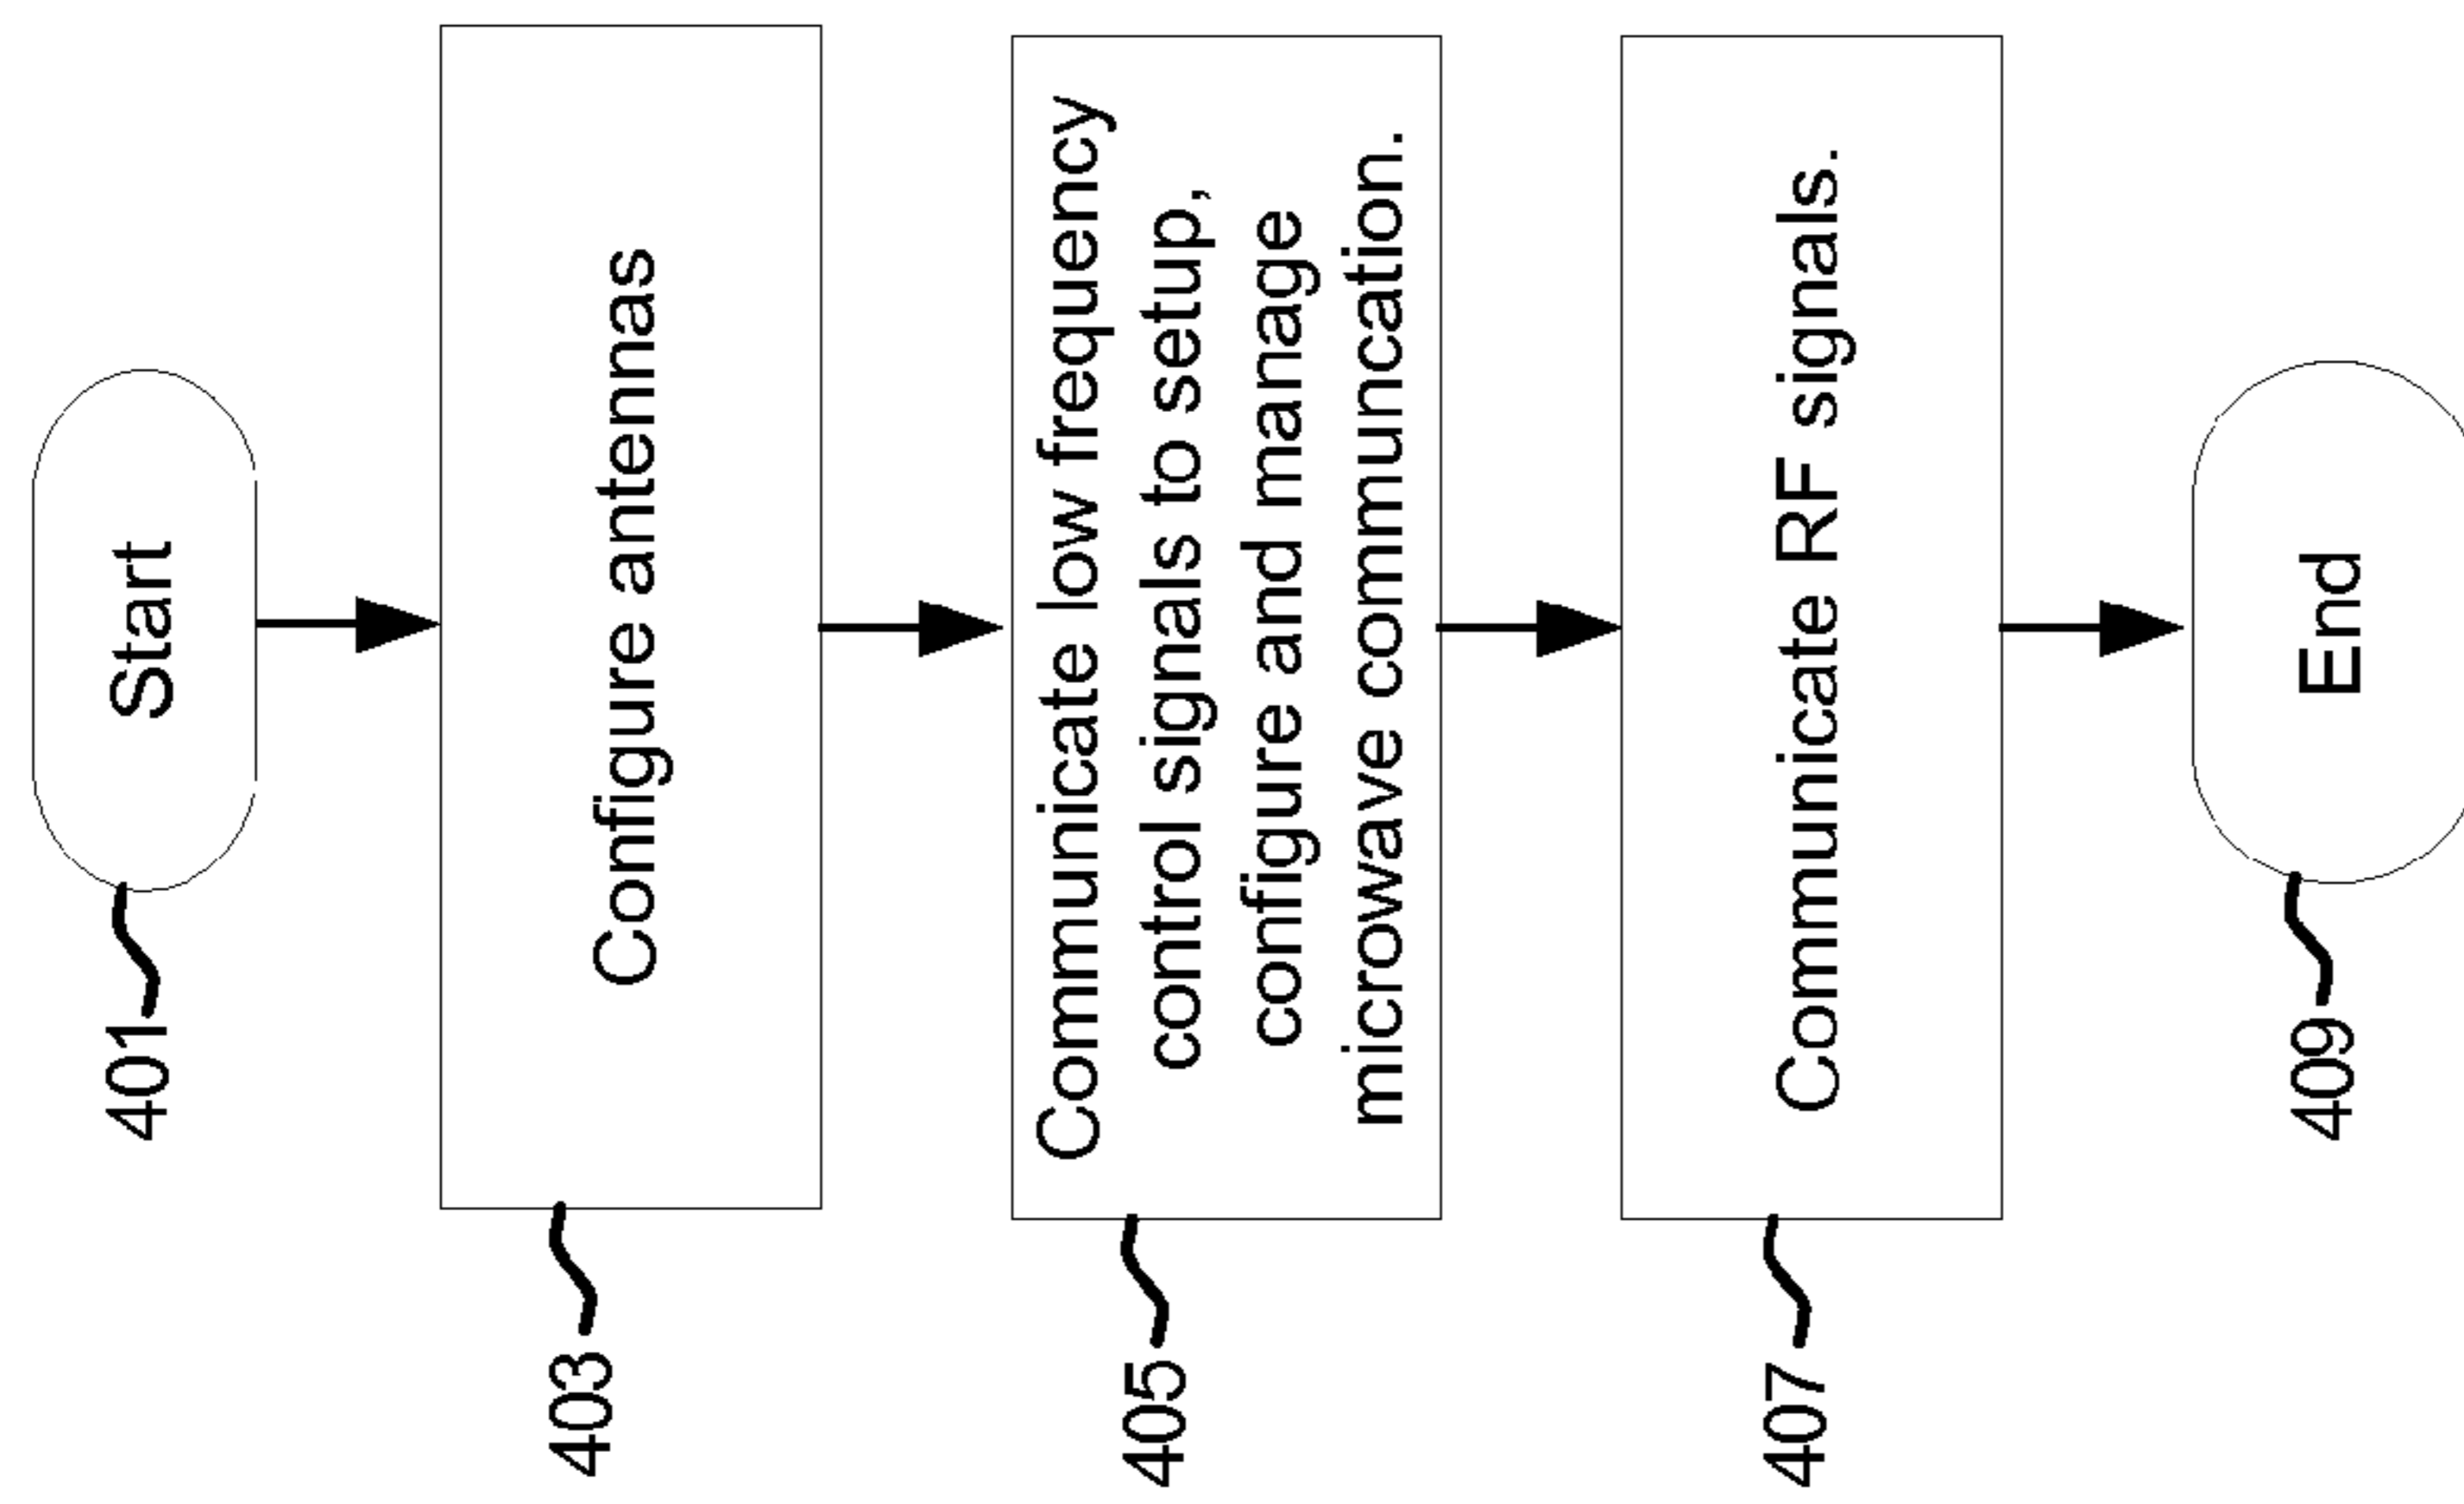 Start
401
Configure antennas
403
Communicate low frequency
control signals to setup,
configure and manage
microwave communcation.
405
Communicate RF signals.
407
End
409